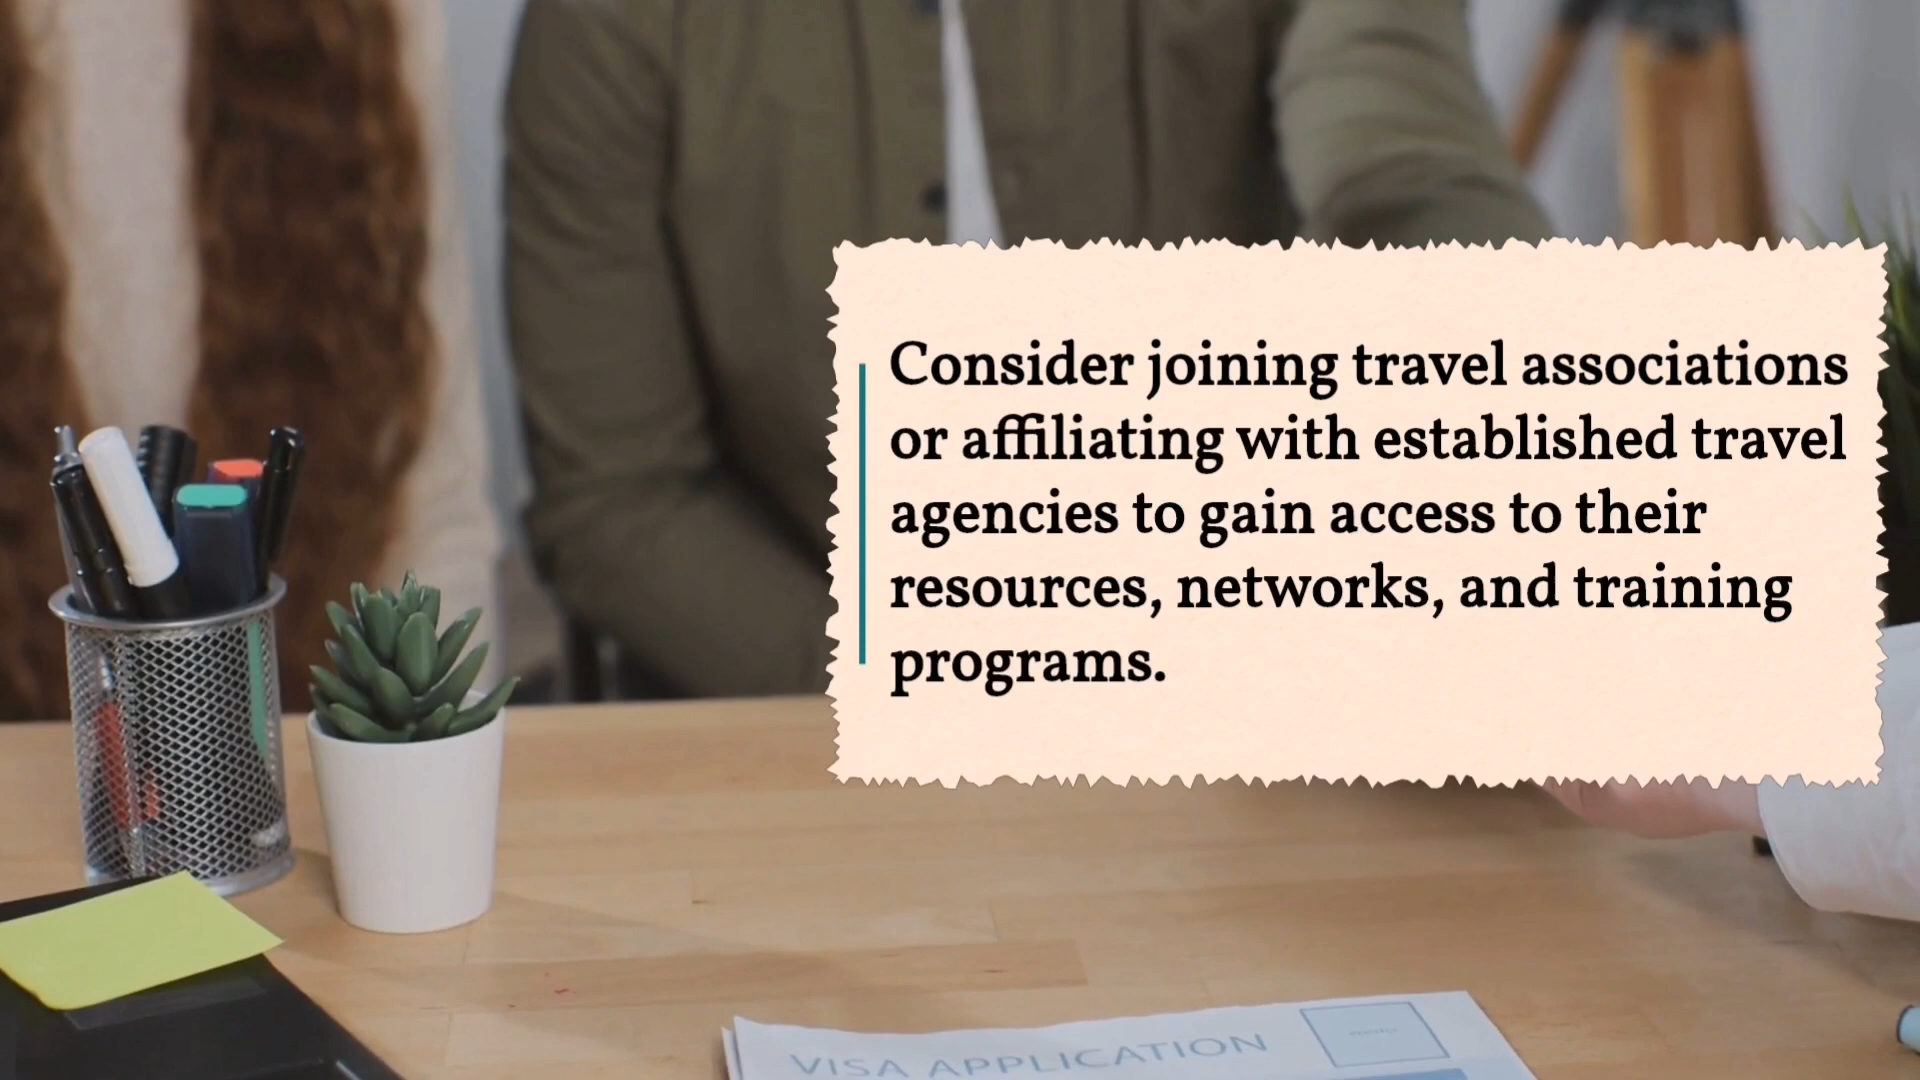 Consider joining travel associations
or affiliating with established travel
agencies to gain access to their
resources, networks, and training
programs.
VISA APPLICATION